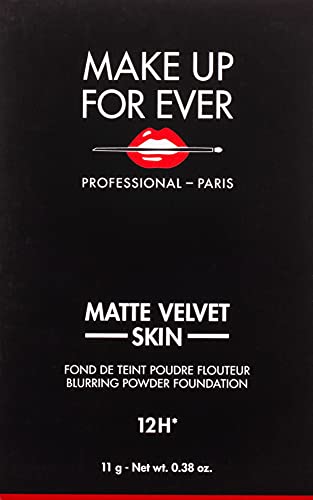 MAKE UP
FOR EVER
PROFESSIONAL – PARIS
MATTE VELVET
SKIN
FOND DE TEINT POUDRE FLOUTEUR
BLURRING POWDER FOUNDATION
12H*
11 g - Net wt. 0.38 oz.